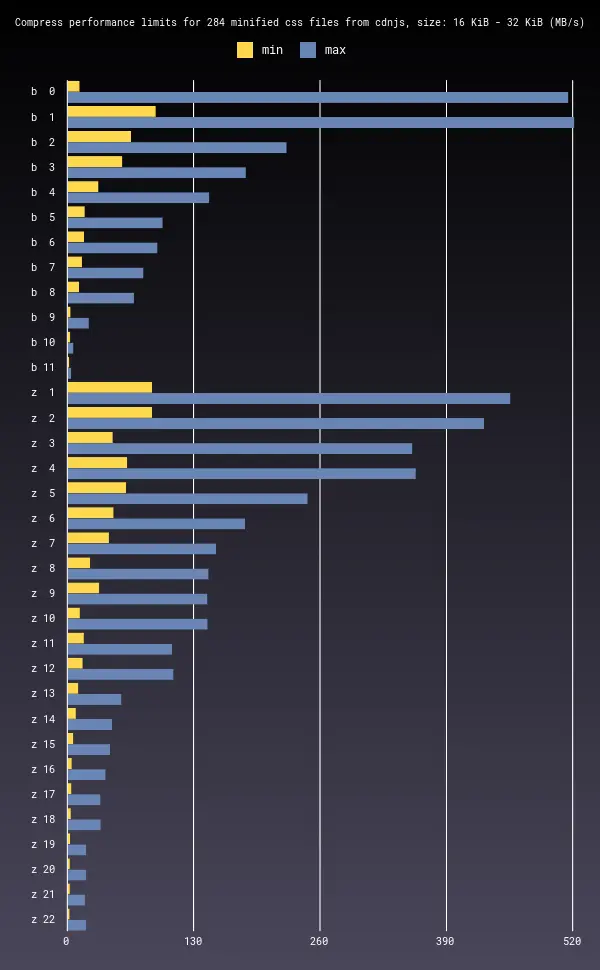 Compress performance limits for 284 minified css files from cdnjs, size: 16 KiB - 32 KiB (MB/s)
min max
b 0
b 1
b 2
b 3
b 4
b 5
b 6
b 7
b 8
b 9
b 10
b 11
z 1
z 2
z 3
z 4
z 5
z 6
z 7
z 8
z 9
z 10
z 11
z 12
z 13
z 14
z 15
z 16
z 17
z 18
z 19
z 20
z 21
z 22
0 130 260 390 520